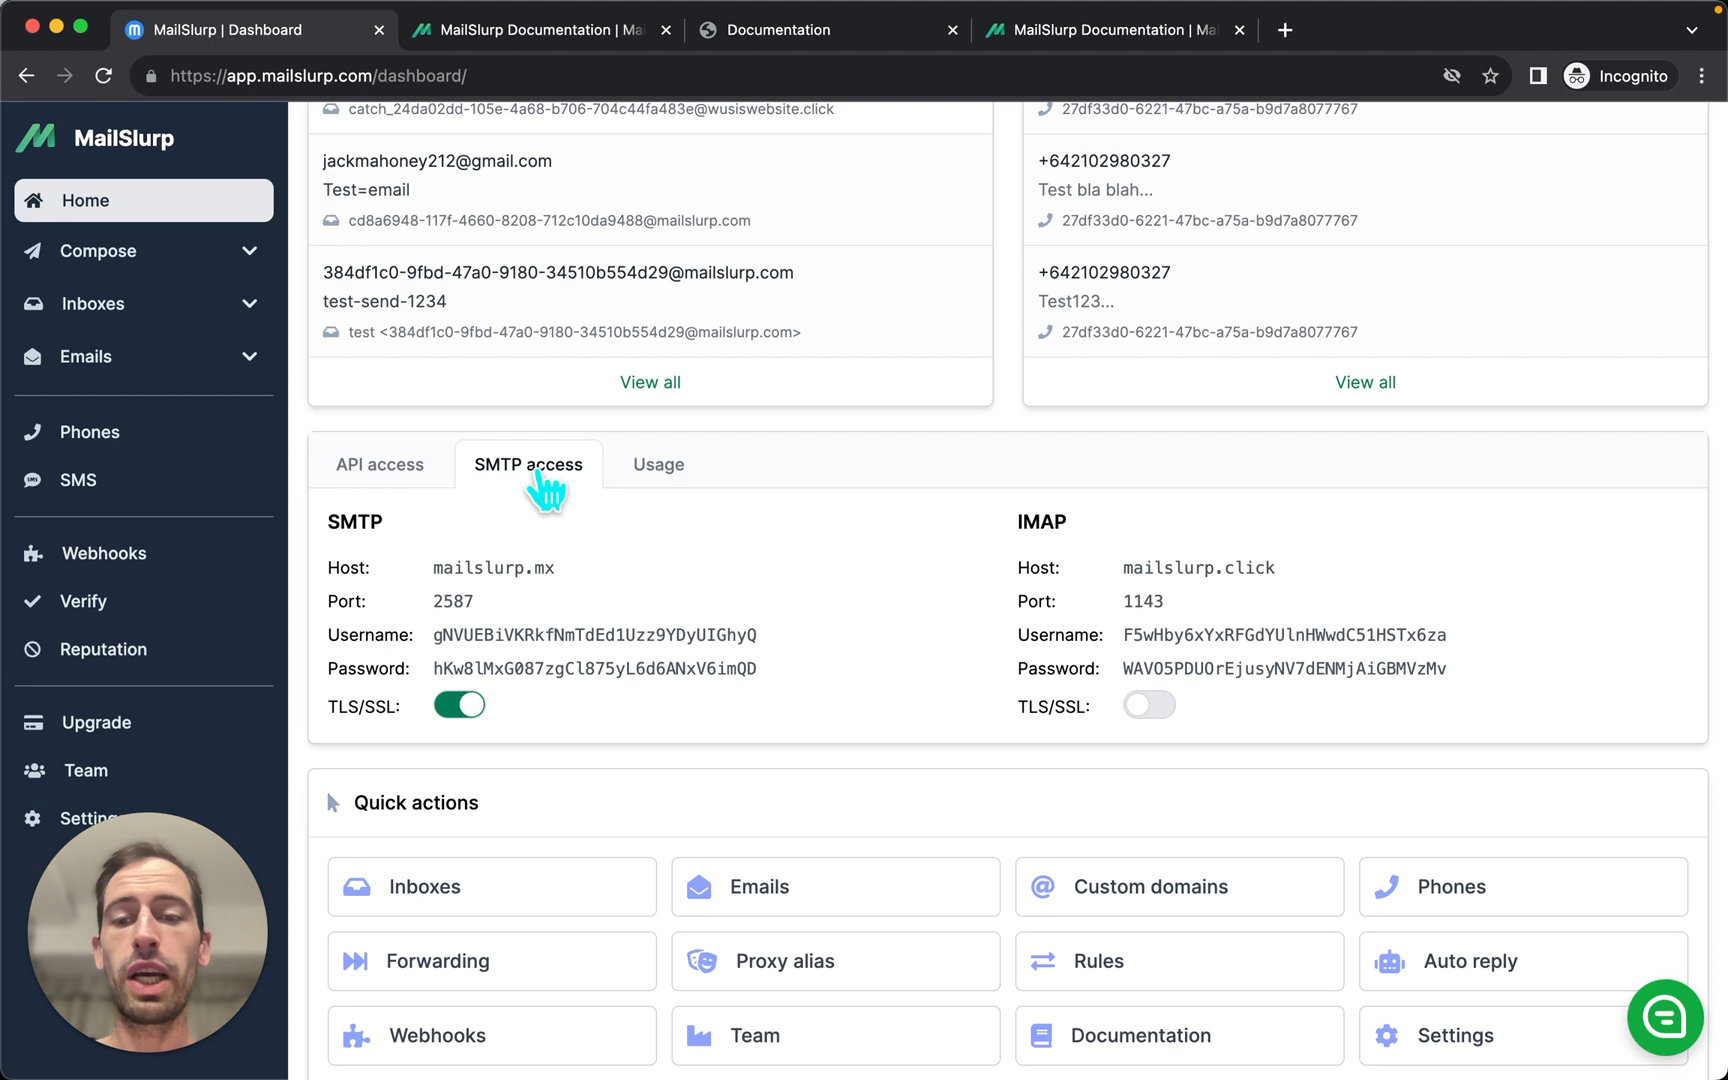 MailSlurp | Dashboard
MailSlurp Documentation | Ma
Documentation
MailSlurp Documentation | Ma
https://app.mailslurp.com/dashboard/
Incognito
MailSlurp
Home
Compose
Inboxes
Emails
Phones
SMS
Webhooks
Verify
Reputation
Upgrade
Team
Setting
catch_24da02dd-105e-4a68-b706-704c44fa483e@wusiswebsite.click
jackmahoney212@gmail.com
Test=email
cd8a6948-117f-4660-8208-712c10da9488@mailslurp.com
384df1c0-9fbd-47a0-9180-34510b554d29@mailslurp.com
test-send-1234
test <384df1c0-9fbd-47a0-9180-34510b554d29@mailslurp.com>
View all
27df33d0-6221-47bc-a75a-b9d7a8077767
+642102980327
Test bla blah...
27df33d0-6221-47bc-a75a-b9d7a8077767
+642102980327
Test123...
27df33d0-6221-47bc-a75a-b9d7a8077767
View all
API access
SMTP access
Usage
SMTP
Host: mailslurp.mx
Port: 2587
Username: gNVUEBiVKRkfNmTdEd1Uzz9YDyUIGhyQ
Password: hKw8lMxG087zgCl875yL6d6ANxV6imQD
TLS/SSL:
IMAP
Host: mailslurp.click
Port: 1143
Username: F5wHby6xYxRFGdYUlnHWwdC51HSTx6za
Password: WAVO5PDUOrEjusyNV7dENMjAiGBMVzMv
TLS/SSL:
Quick actions
Inboxes
Emails
Custom domains
Phones
Forwarding
Proxy alias
Rules
Auto reply
Webhooks
Team
Documentation
Settings